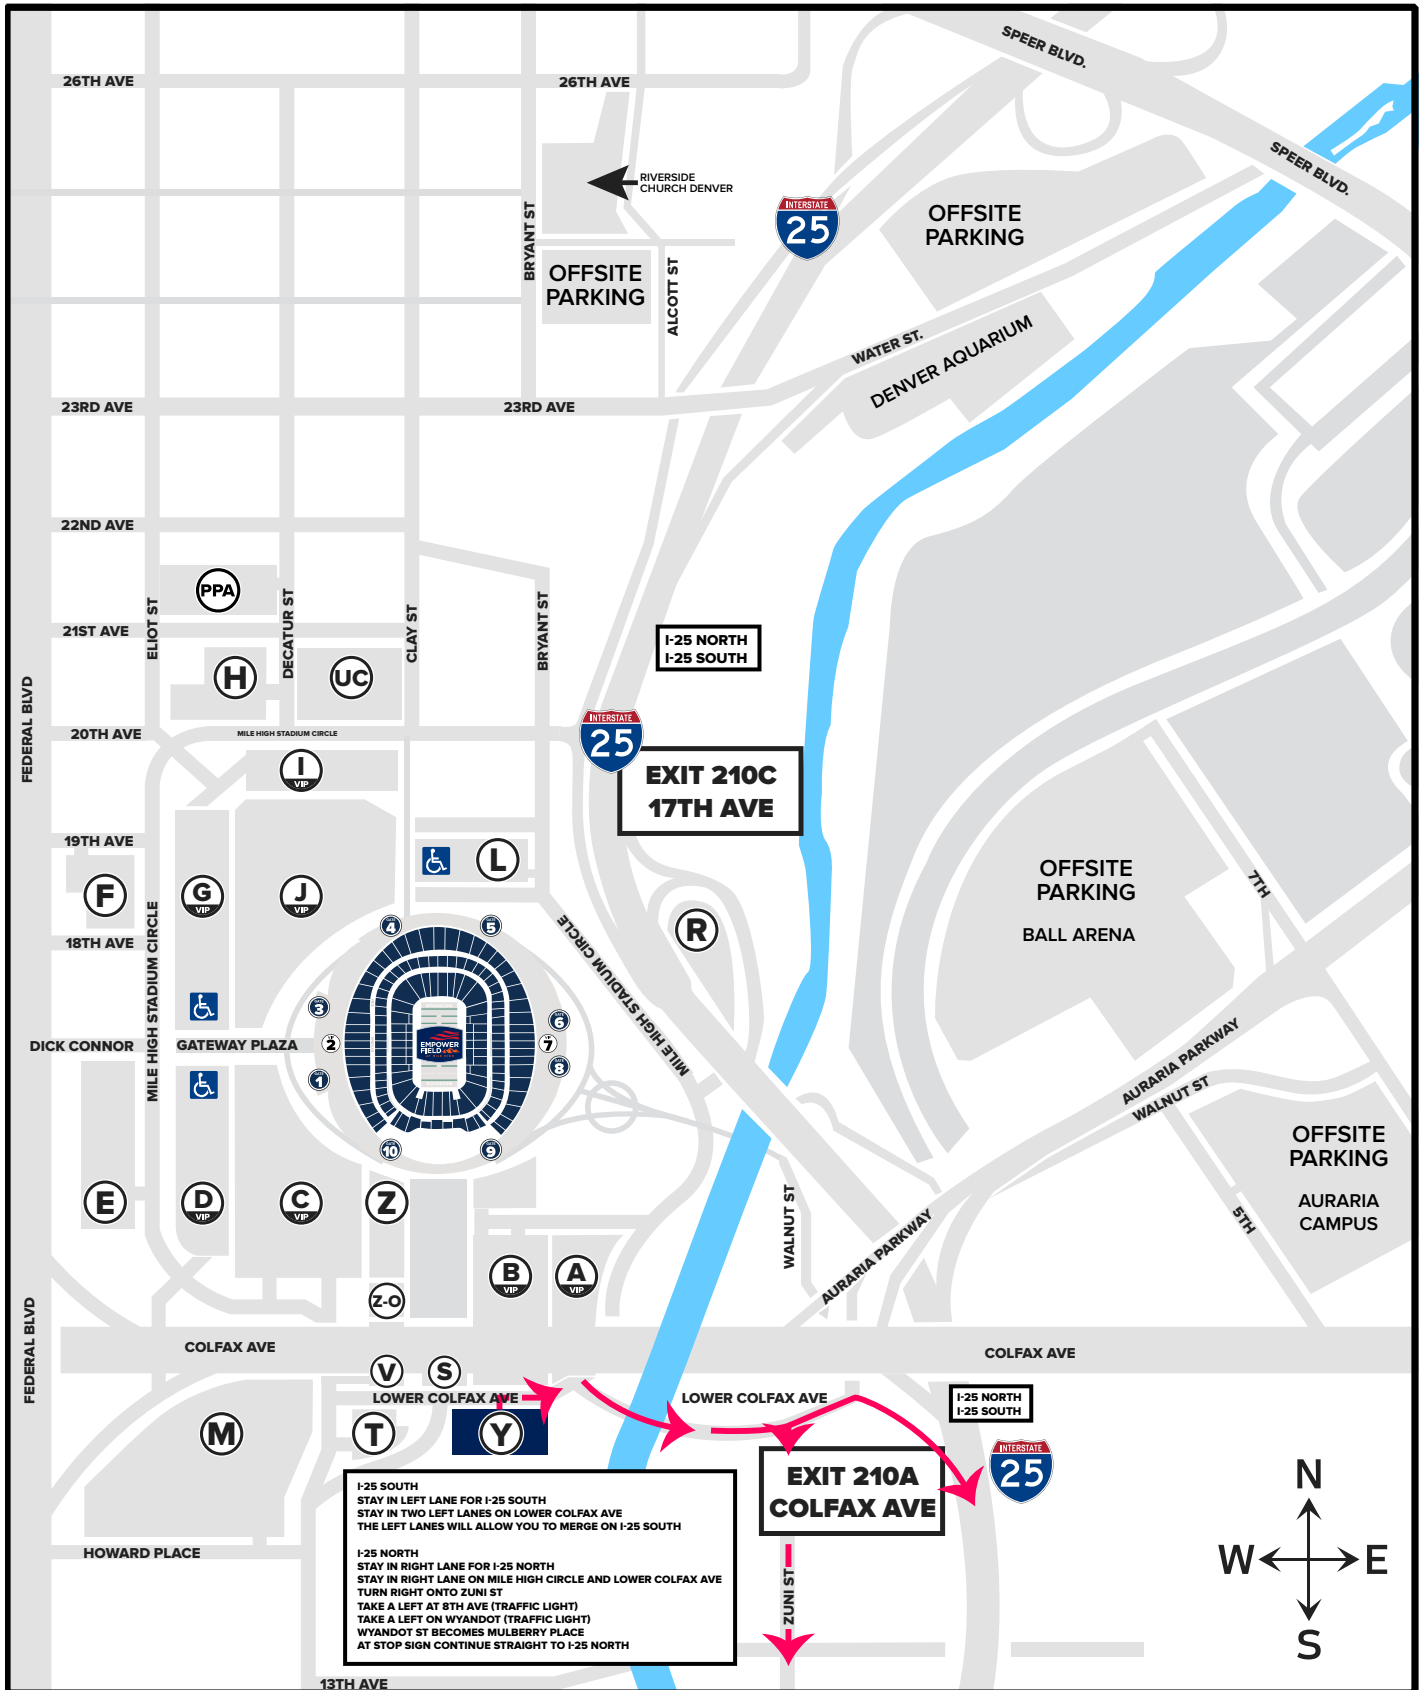 SPEER BLVD.
26TH AVE
26TH AVE
SPEER BLVD.
RIVERSIDE
CHURCH DENVER
BRYANT ST
INTERSTATE
25
OFFSITE
PARKING
OFFSITE
PARKING
ALCOTT ST
WATER ST.
DENVER AQUARIUM
23RD AVE
23RD AVE
22ND AVE
PPA
ELIOT ST
DECATUR ST
CLAY ST
BRYANT ST
21ST AVE
I-25 NORTH
I-25 SOUTH
H
UC
FEDERAL BLVD
20TH AVE
MILE HIGH STADIUM CIRCLE
INTERSTATE
25
I
VIP
EXIT 210C
17TH AVE
19TH AVE
L
F
G
VIP
J
VIP
OFFSITE
PARKING
BALL ARENA
7TH
18TH AVE
MILE HIGH STADIUM CIRCLE
4
5
MILE HIGH STADIUM CIRCLE
R
3
6
DICK CONNOR
GATEWAY PLAZA
2
EMPOWER
FIELD
7
8
1
AURARIA PARKWAY
WALNUT ST
10
9
OFFSITE
PARKING
AURARIA
CAMPUS
E
D
VIP
C
VIP
Z
WALNUT ST
AURARIA PARKWAY
5TH
B
VIP
A
VIP
Z-O
FEDERAL BLVD
COLFAX AVE
COLFAX AVE
V
S
LOWER COLFAX AVE
LOWER COLFAX AVE
I-25 NORTH
I-25 SOUTH
M
T
Y
INTERSTATE
25
EXIT 210A
COLFAX AVE
I-25 SOUTH
STAY IN LEFT LANE FOR I-25 SOUTH
STAY IN TWO LEFT LANES ON LOWER COLFAX AVE
THE LEFT LANES WILL ALLOW YOU TO MERGE ON I-25 SOUTH
I-25 NORTH
STAY IN RIGHT LANE FOR I-25 NORTH
STAY IN RIGHT LANE ON MILE HIGH CIRCLE AND LOWER COLFAX AVE
TURN RIGHT ONTO ZUNI ST
TAKE A LEFT AT 8TH AVE (TRAFFIC LIGHT)
TAKE A LEFT ON WYANDOT (TRAFFIC LIGHT)
WYANDOT ST BECOMES MULBERRY PLACE
AT STOP SIGN CONTINUE STRAIGHT TO I-25 NORTH
HOWARD PLACE
ZUNI ST
N
W
E
S
13TH AVE